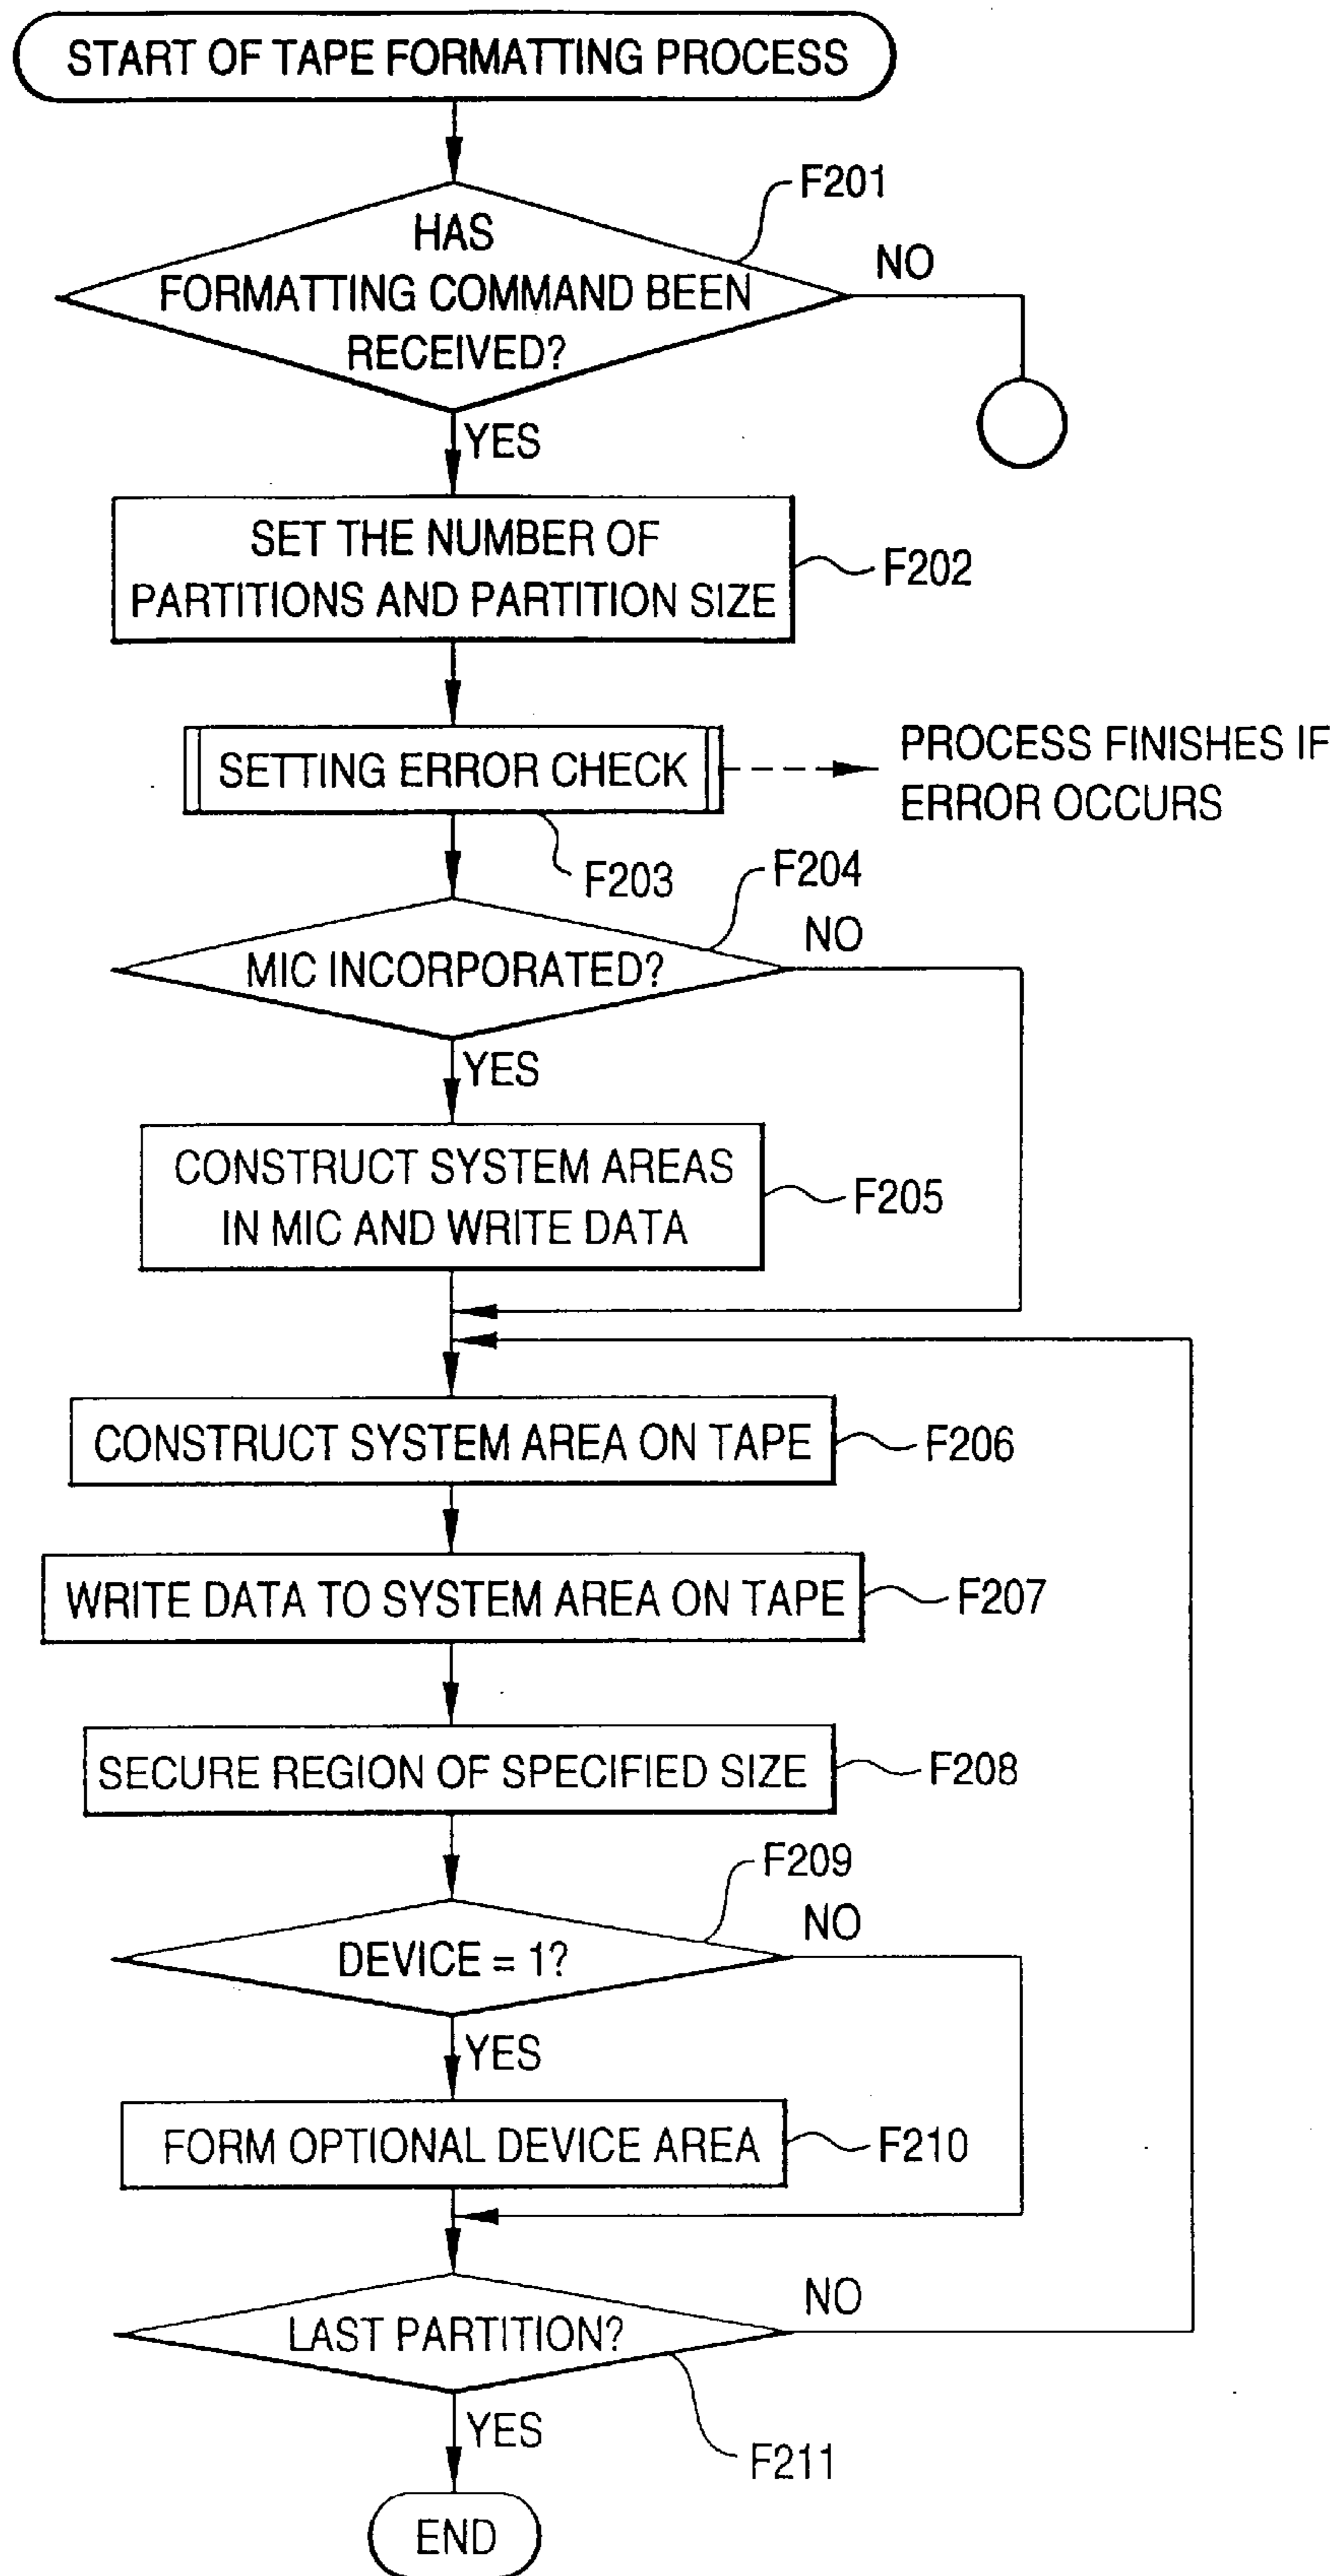 START OF TAPE FORMATTING PROCESS
F201
HAS
FORMATTING COMMAND BEEN
RECEIVED?
NO
YES
SET THE NUMBER OF
PARTITIONS AND PARTITION SIZE
F202
SETTING ERROR CHECK
PROCESS FINISHES IF
ERROR OCCURS
F203
F204
MIC INCORPORATED?
NO
YES
CONSTRUCT SYSTEM AREAS
IN MIC AND WRITE DATA
F205
CONSTRUCT SYSTEM AREA ON TAPE
F206
WRITE DATA TO SYSTEM AREA ON TAPE
F207
SECURE REGION OF SPECIFIED SIZE
F208
F209
DEVICE = 1?
NO
YES
FORM OPTIONAL DEVICE AREA
F210
LAST PARTITION?
NO
YES
F211
END